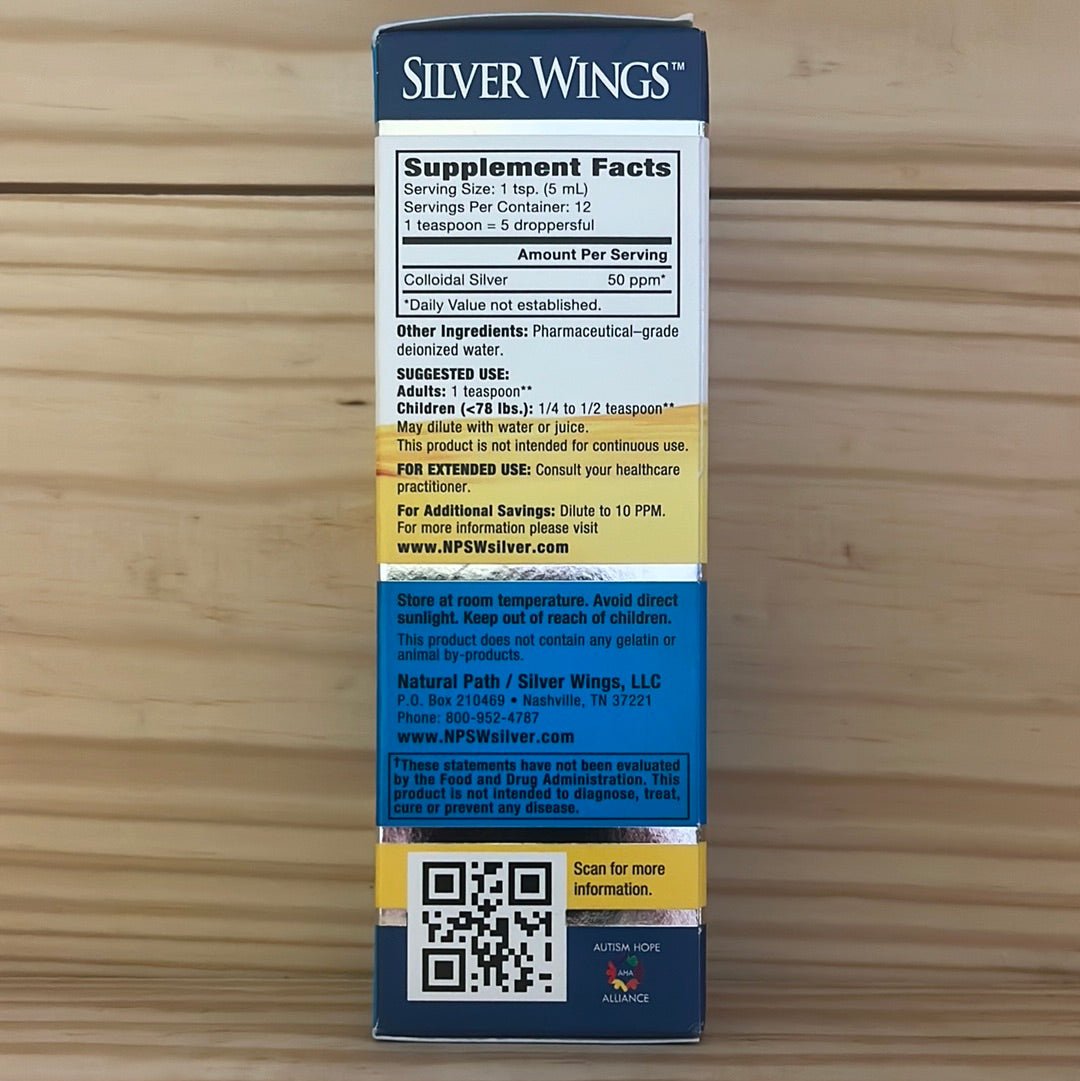 SILVER WINGS™
Supplement Facts
Serving Size: 1 tsp. (5 mL)
Servings Per Container: 12
1 teaspoon = 5 droppersful
Amount Per Serving
Colloidal Silver 50 ppm*
*Daily Value not established.
Other Ingredients: Pharmaceutical–grade
deionized water.
SUGGESTED USE:
Adults: 1 teaspoon**
Children (<78 lbs.): 1/4 to 1/2 teaspoon**
May dilute with water or juice.
This product is not intended for continuous use.
FOR EXTENDED USE: Consult your healthcare
practitioner.
For Additional Savings: Dilute to 10 PPM.
For more information please visit
www.NPSWsilver.com
Store at room temperature. Avoid direct
sunlight. Keep out of reach of children.
This product does not contain any gelatin or
animal by-products.
Natural Path / Silver Wings, LLC
P.O. Box 210469 • Nashville, TN 37221
Phone: 800-952-4787
www.NPSWsilver.com
†These statements have not been evaluated
by the Food and Drug Administration. This
product is not intended to diagnose, treat,
cure or prevent any disease.
Scan for more
information.
AUTISM HOPE
AHA
ALLIANCE